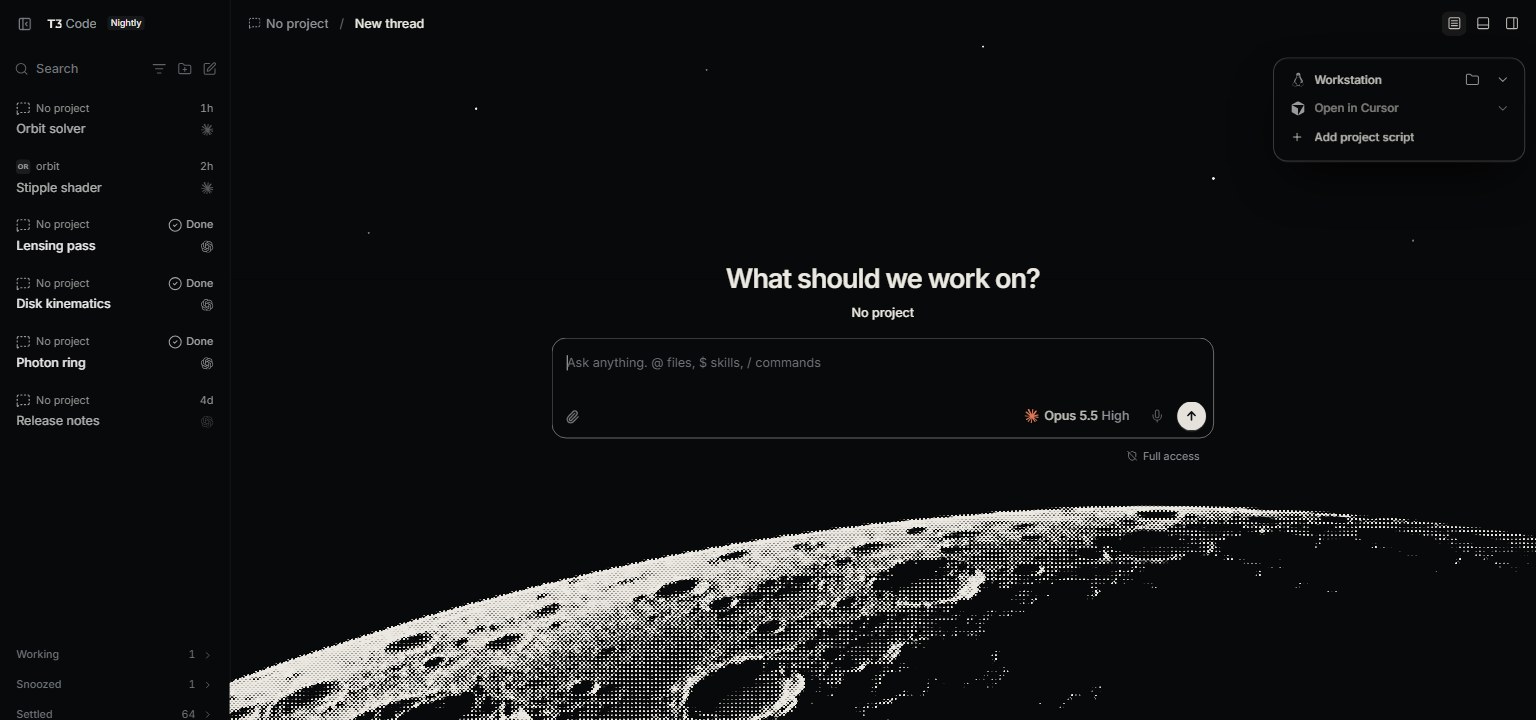 T3 Code Nightly
No project / New thread
Search
No project 1h
Orbit solver
OR orbit 2h
Stipple shader
No project Done
Lensing pass
No project Done
Disk kinematics
No project Done
Photon ring
No project 4d
Release notes
Working 1
Snoozed 1
Settled 64
Workstation
Open in Cursor
Add project script
What should we work on?
No project
Ask anything. @ files, $ skills, / commands
Opus 5.5 High
Full access